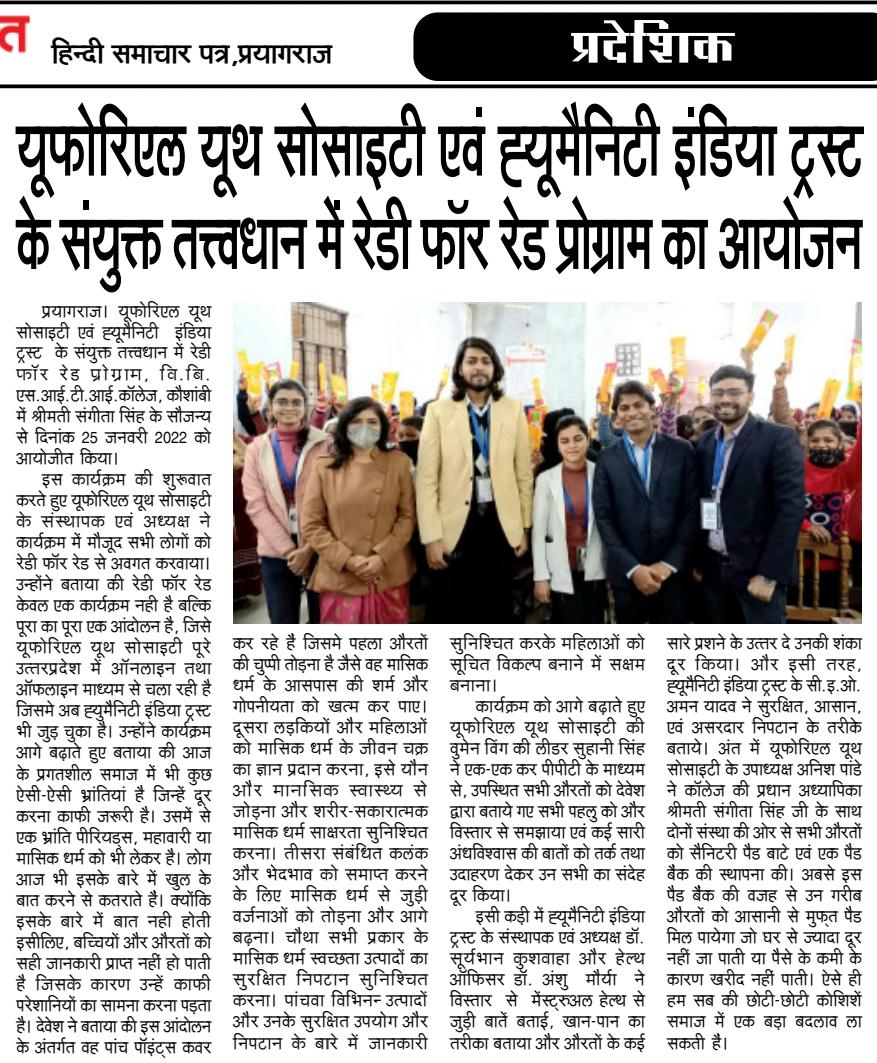 त
हिन्दी समाचार पत्र,प्रयागराज
प्रदेशिक
यूफोरिएल यूथ सोसाइटी एवं ह्यूमैनिटी इंडिया ट्रस्ट
के संयुक्त तत्त्वधान में रेडी फॉर रेड प्रोग्राम का आयोजन
प्रयागराज। यूफोरिएल यूथ
सोसाइटी एवं ह्यूमैनिटी इंडिया
ट्रस्ट के संयुक्त तत्त्वधान में रेडी
फॉर रेड प्रोग्राम, वि.बि.
एस.आई.टी.आई.कॉलेज, कौशांबी
में श्रीमती संगीता सिंह के सौजन्य
से दिनांक 25 जनवरी 2022 को
आयोजीत किया।
इस कार्यक्रम की शुरूवात
करते हुए यूफोरिएल यूथ सोसाइटी
के संस्थापक एवं अध्यक्ष ने
कार्यक्रम में मौजूद सभी लोगों को
रेडी फॉर रेड से अवगत करवाया।
उन्होंने बताया की रेडी फॉर रेड
केवल एक कार्यक्रम नही है बल्कि
पूरा का पूरा एक आंदोलन है, जिसे
यूफोरिएल यूथ सोसाइटी पूरे
उत्तरप्रदेश में ऑनलाइन तथा
ऑफलाइन माध्यम से चला रही है
जिसमे अब ह्युमैनिटी इंडिया ट्रस्ट
भी जुड़ चुका है। उन्होंने कार्यक्रम
आगे बढ़ाते हुए बताया की आज
के प्रगतशील समाज में भी कुछ
ऐसी-ऐसी भ्रांतियां है जिन्हें दूर
करना काफी जरूरी है। उसमें से
एक भ्रांति पीरियड्स, महावारी या
मासिक धर्म को भी लेकर है। लोग
आज भी इसके बारे में खुल के
बात करने से कतराते है। क्योंकि
इसके बारे में बात नही होती
इसीलिए, बच्चियों और औरतों को
सही जानकारी प्राप्त नहीं हो पाती
है जिसके कारण उन्हें काफी
परेशानियों का सामना करना पड़ता
है। देवेश ने बताया की इस आंदोलन
के अंतर्गत वह पांच पॉइंट्स कवर
कर रहे है जिसमे पहला औरतों
की चुप्पी तोड़ना है जैसे वह मासिक
धर्म के आसपास की शर्म और
गोपनीयता को खत्म कर पाए।
दूसरा लड़कियों और महिलाओं
को मासिक धर्म के जीवन चक्र
का ज्ञान प्रदान करना, इसे यौन
और मानसिक स्वास्थ्य से
जोड़ना और शरीर-सकारात्मक
मासिक धर्म साक्षरता सुनिश्चित
करना। तीसरा संबंधित कलंक
और भेदभाव को समाप्त करने
के लिए मासिक धर्म से जुड़ी
वर्जनाओं को तोड़ना और आगे
बढ़ना। चौथा सभी प्रकार के
मासिक धर्म स्वच्छता उत्पादों का
सुरक्षित निपटान सुनिश्चित
करना। पांचवा विभिन्न उत्पादों
और उनके सुरक्षित उपयोग और
निपटान के बारे में जानकारी
सुनिश्चित करके महिलाओं को
सूचित विकल्प बनाने में सक्षम
बनाना।
कार्यक्रम को आगे बढ़ाते हुए
यूफोरिएल यूथ सोसाइटी की
वुमेन विंग की लीडर सुहानी सिंह
ने एक-एक कर पीपीटी के माध्यम
से, उपस्थित सभी औरतों को देवेश
द्वारा बताये गए सभी पहलु को और
विस्तार से समझाया एवं कई सारी
अंधविश्वास की बातों को तर्क तथा
उदाहरण देकर उन सभी का संदेह
दूर किया।
इसी कड़ी में ह्यूमैनिटी इंडिया
ट्रस्ट के संस्थापक एवं अध्यक्ष डॉ.
सूर्यभान कुशवाहा और हेल्थ
ऑफिसर डॉ. अंशु मौर्या ने
विस्तार से मेंस्ट्रुअल हेल्थ से
जुड़ी बातें बताई, खान-पान का
तरीका बताया और औरतों के कई
सारे प्रशने के उत्तर दे उनकी शंका
दूर किया। और इसी तरह,
ह्यूमैनिटी इंडिया ट्रस्ट के सी.इ.ओ.
अमन यादव ने सुरक्षित, आसान,
एवं असरदार निपटान के तरीके
बताये। अंत में यूफोरिएल यूथ
सोसाइटी के उपाध्यक्ष अनिश पांडे
ने कॉलेज की प्रधान अध्यापिका
श्रीमती संगीता सिंह जी के साथ
दोनों संस्था की ओर से सभी औरतों
को सैनिटरी पैड बाटे एवं एक पैड
बैंक की स्थापना की। अबसे इस
पैड बैंक की वजह से उन गरीब
औरतों को आसानी से मुफ्त पैड
मिल पायेगा जो घर से ज्यादा दूर
नहीं जा पाती या पैसे के कमी के
कारण खरीद नहीं पाती। ऐसे ही
हम सब की छोटी-छोटी कोशिशें
समाज में एक बड़ा बदलाव ला
सकती है।